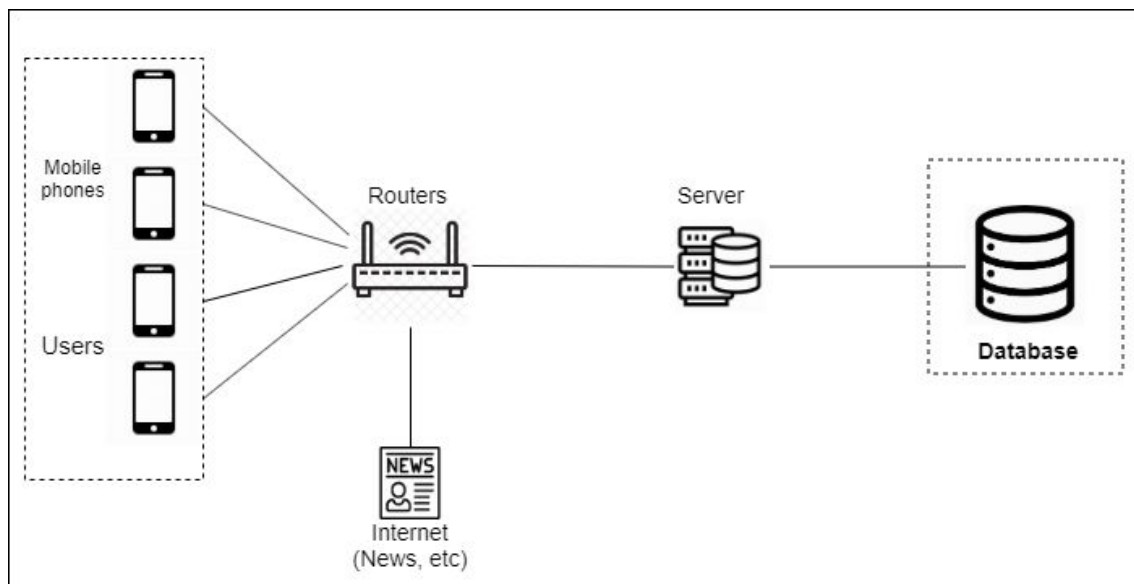 Mobile
phones
Users
Routers
NEWS
Internet
(News, etc)
Server
Database